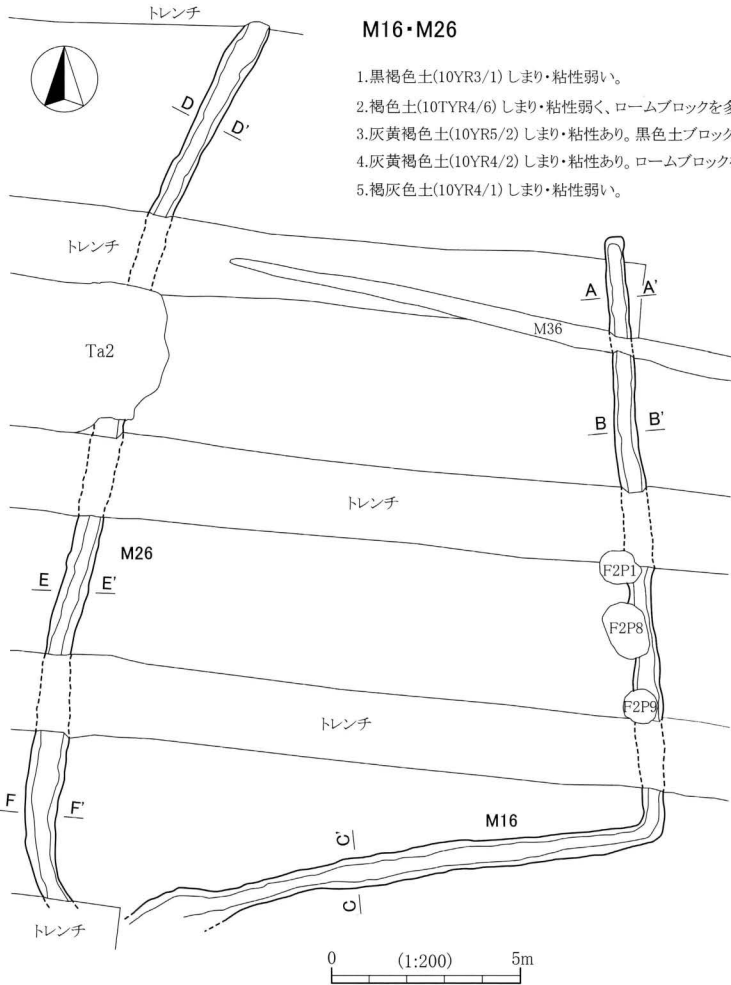 トレンチ
M16・M26
1.黒褐色土(10YR3/1)しまり・粘性弱い。
2.褐色土(10TYR4/6)しまり・粘性弱く、ロームブロックを多
3.灰黄褐色土(10YR5/2)しまり・粘性あり。黒色土ブロック
4.灰黄褐色土(10YR4/2)しまり・粘性あり。ロームブロック
5.褐灰色土(10YR4/1)しまり・粘性弱い。
D
D'
トレンチ
A
A'
M36
Ta2
B
B'
トレンチ
M26
F2P1
E
E'
F2P8
F2P9
トレンチ
F
F'
M16
C'
C
トレンチ
0 (1:200) 5m